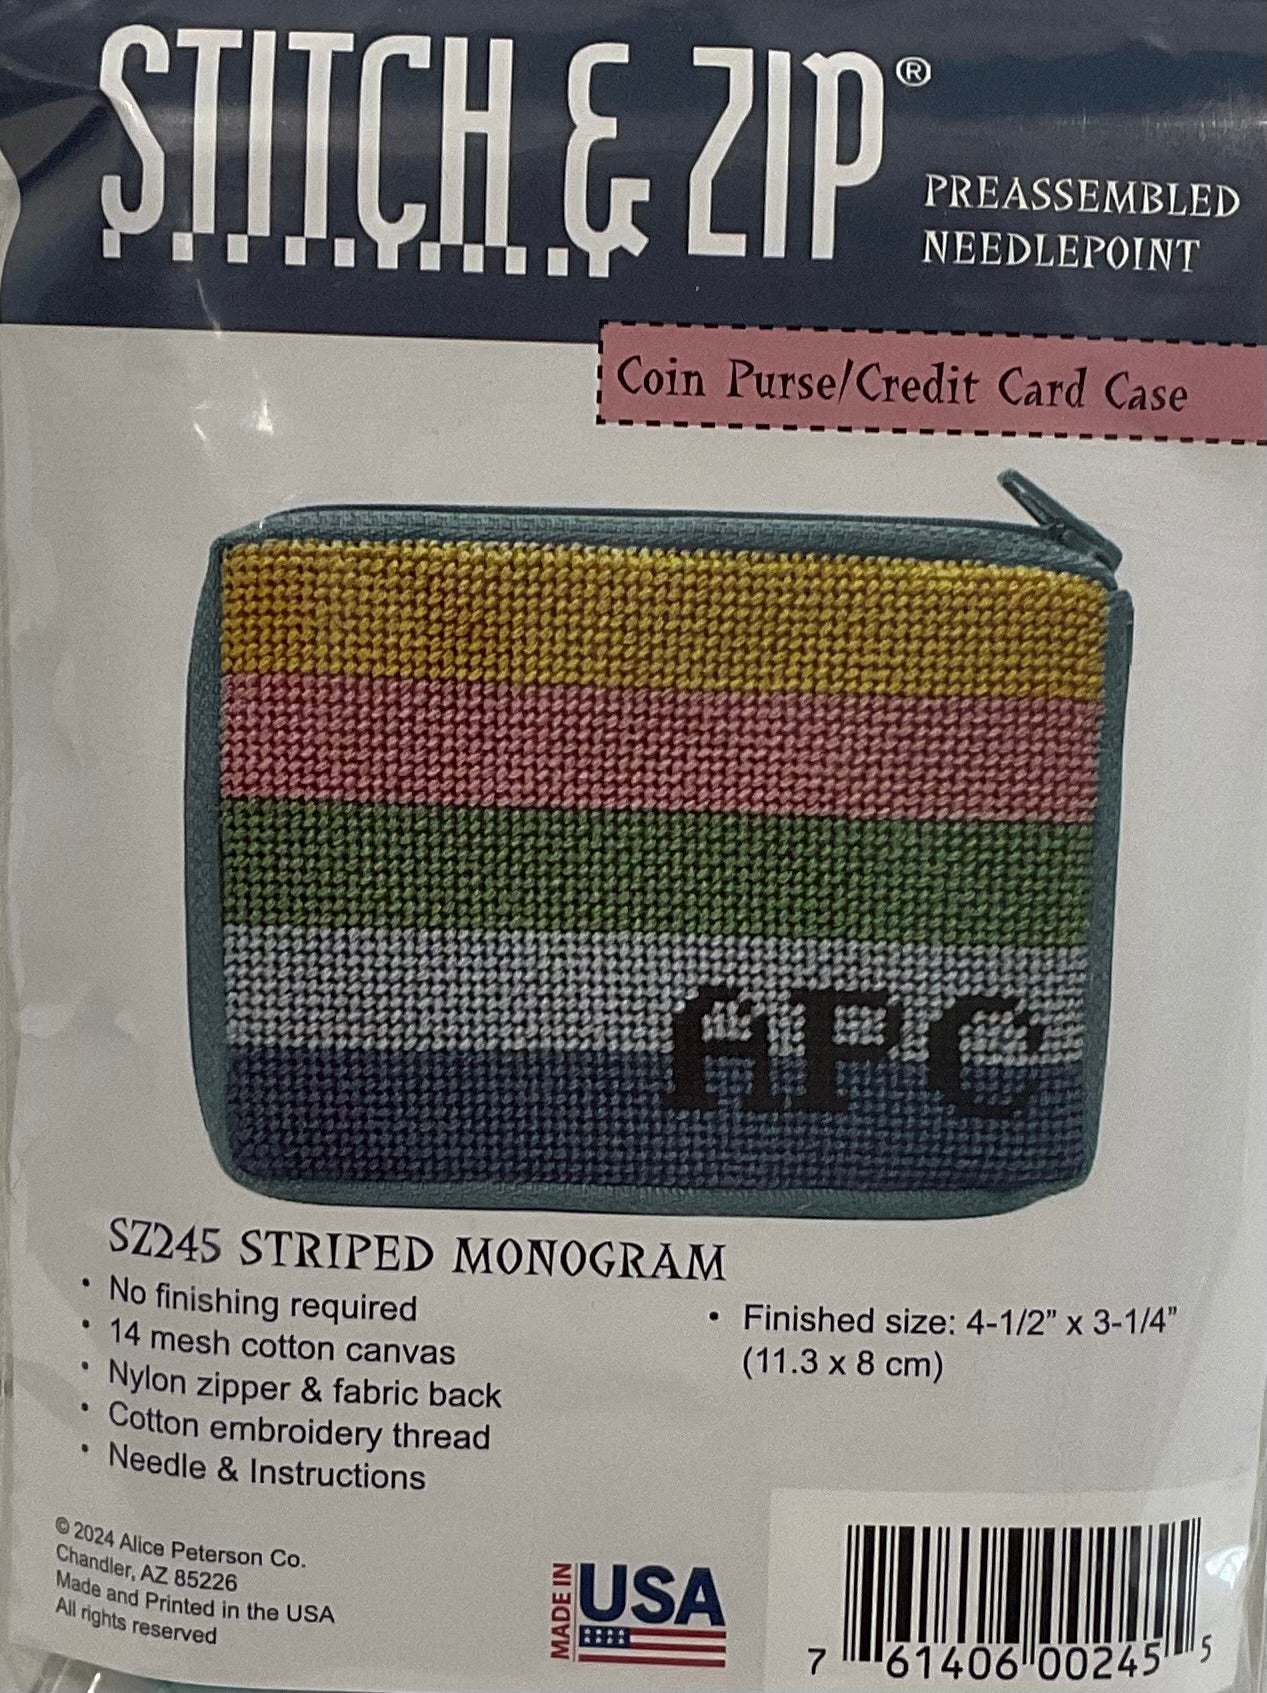 STITCH & ZIP®
PREASSEMBLED
NEEDLEPOINT
Coin Purse/Credit Card Case
APC
SZ245 STRIPED MONOGRAM
• No finishing required
• 14 mesh cotton canvas
• Nylon zipper & fabric back
• Cotton embroidery thread
• Needle & Instructions
• Finished size: 4-1/2” x 3-1/4”
(11.3 x 8 cm)
© 2024 Alice Peterson Co.
Chandler, AZ 85226
Made and Printed in the USA
All rights reserved
MADE IN
USA
7 61406 00245 5